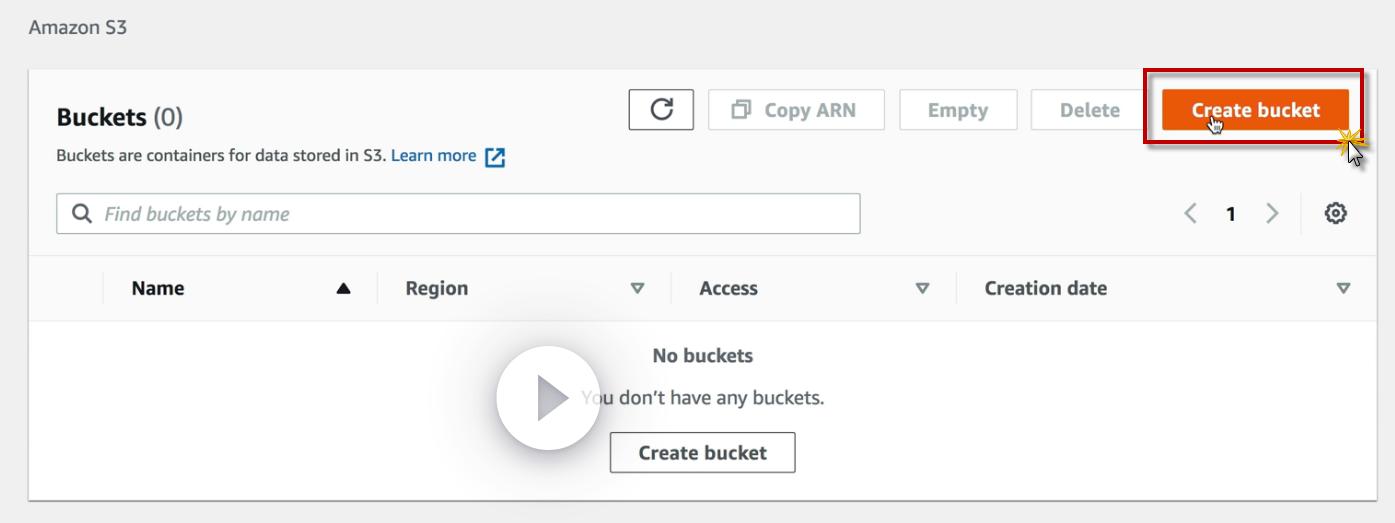 Amazon S3
Buckets (0)
Copy ARN
Empty
Delete
Create bucket
Buckets are containers for data stored in S3. Learn more
Find buckets by name
1
Name
Region
Access
Creation date
No buckets
You don't have any buckets.
Create bucket